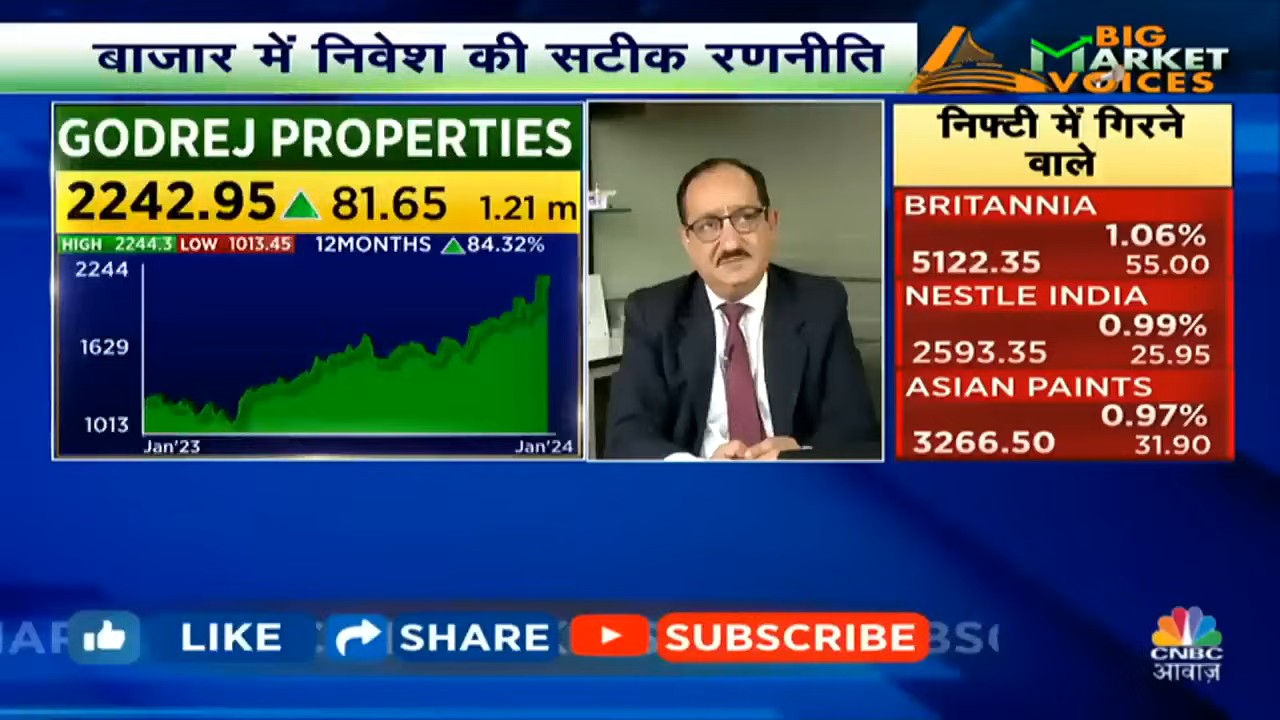 बाजार में निवेश की सटीक रणनीति
BIG
MARKET
VOICES
GODREJ PROPERTIES
2242.95 81.65 1.21 m
HIGH 2244.3 LOW 1013.45 12MONTHS 84.32%
2244
1629
1013
Jan'23 Jan'24
निफ्टी में गिरने
वाले
BRITANNIA
1.06%
5122.35 55.00
NESTLE INDIA
0.99%
2593.35 25.95
ASIAN PAINTS
0.97%
3266.50 31.90
LIKE SHARE SUBSCRIBE
CNBC
आवाज़